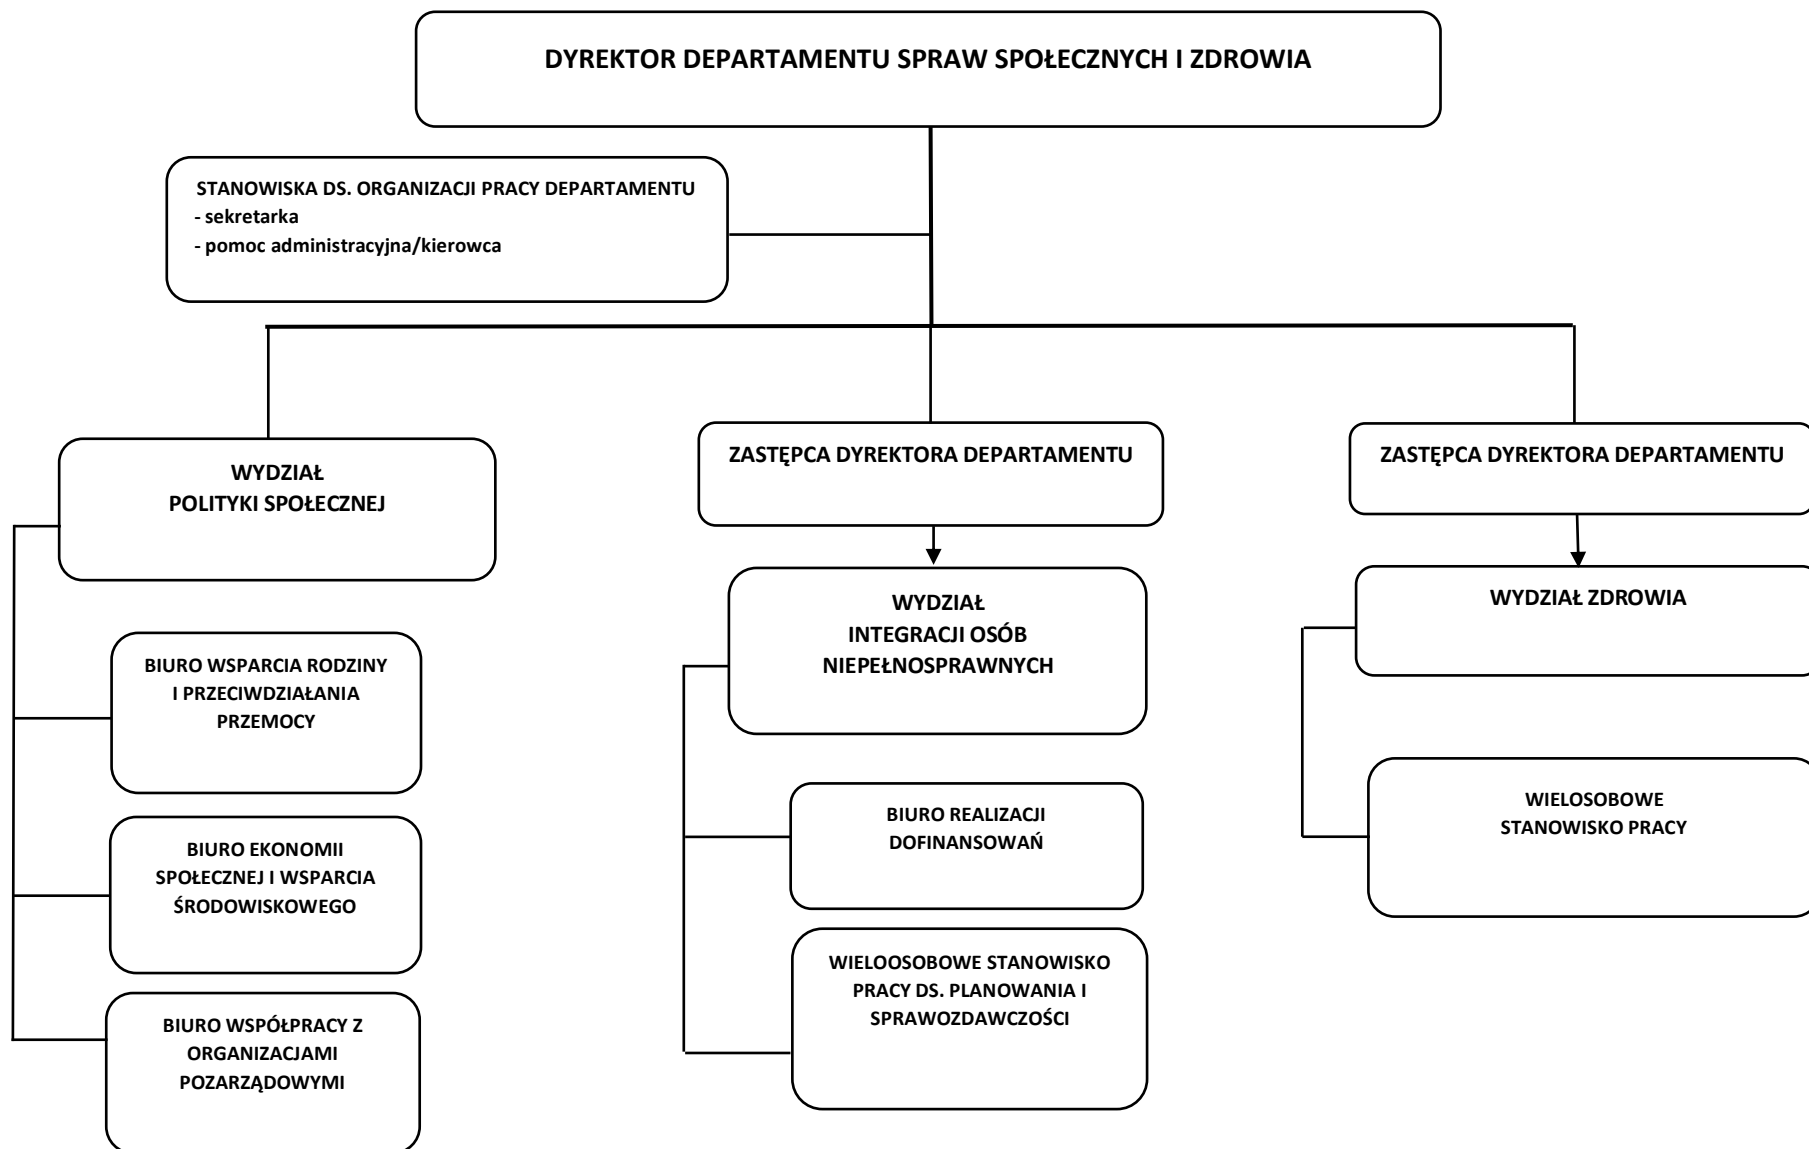 DYREKTOR DEPARTAMENTU SPRAW SPOŁECZNYCH I ZDROWIA
STANOWISKA DS. ORGANIZACJI PRACY DEPARTAMENTU
- sekretarka
- pomoc administracyjna/kierowca
WYDZIAŁ
POLITYKI SPOŁECZNEJ
BIURO WSPARCIA RODZINY
I PRZECIWDZIAŁANIA
PRZEMOCY
BIURO EKONOMII
SPOŁECZNEJ I WSPARCIA
ŚRODOWISKOWEGO
BIURO WSPÓŁPRACY Z
ORGANIZACJAMI
POZARZĄDOWYMI
ZASTĘPCA DYREKTORA DEPARTAMENTU
WYDZIAŁ
INTEGRACJI OSÓB
NIEPEŁNOSPRAWNYCH
BIURO REALIZACJI
DOFINANSOWAŃ
WIELOOSOBOWE STANOWISKO
PRACY DS. PLANOWANIA I
SPRAWOZDAWCZOŚCI
ZASTĘPCA DYREKTORA DEPARTAMENTU
WYDZIAŁ ZDROWIA
WIELOSOBOWE
STANOWISKO PRACY